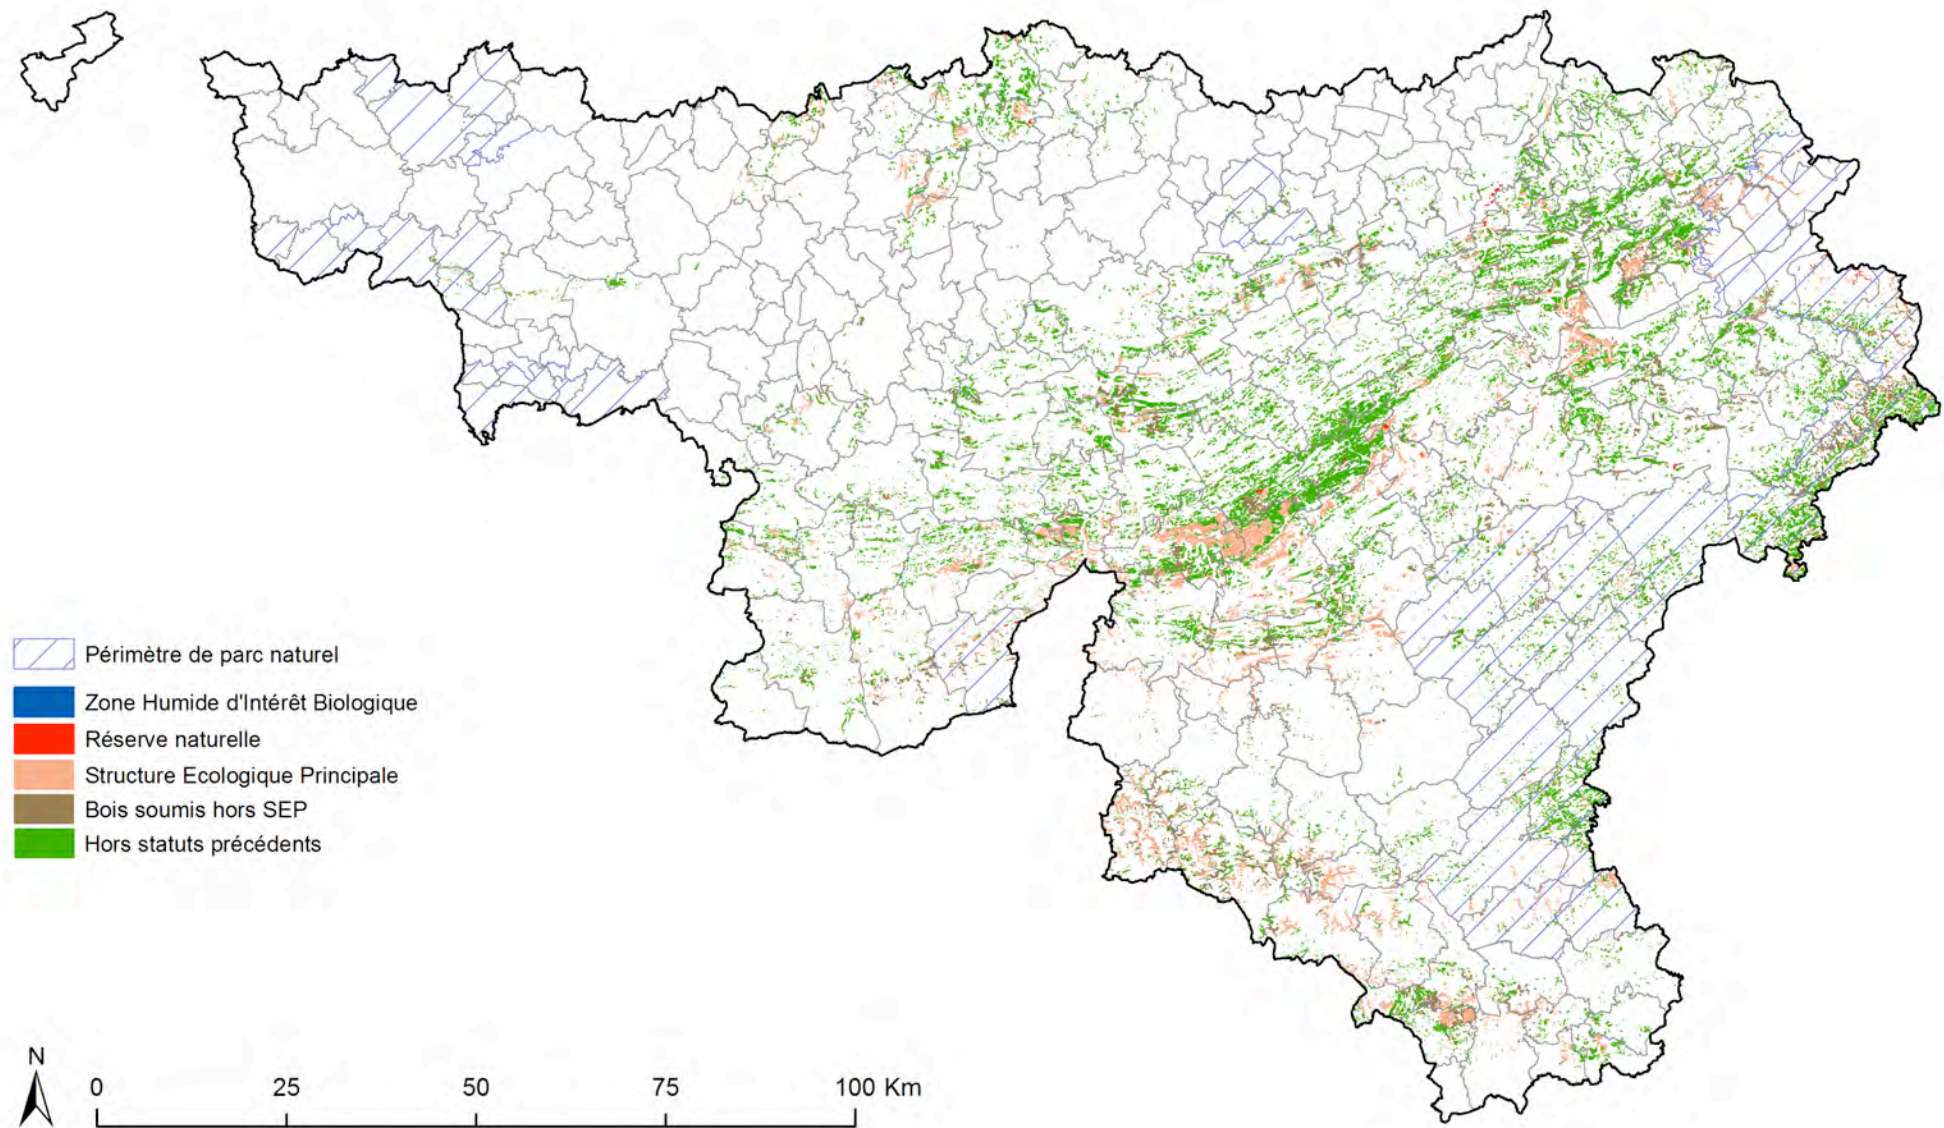 Périmètre de parc naturel
Zone Humide d'Intérêt Biologique
Réserve naturelle
Structure Ecologique Principale
Bois soumis hors SEP
Hors statuts précédents
N
0 25 50 75 100 Km